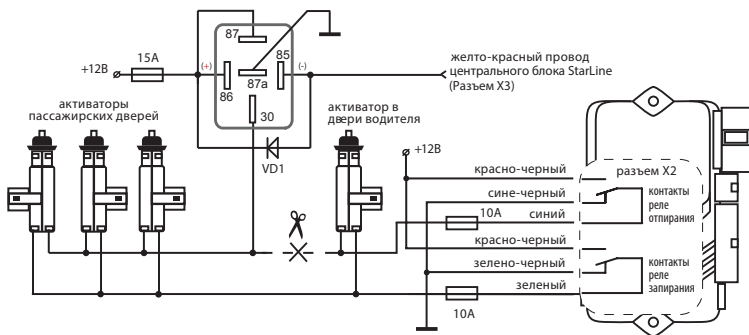 87
15А
85
+12В
(+)
(-)
87а
86
30
желто-красный провод
центрального блока StarLine
(Разъем Х3)
активаторы
пассажирских дверей
активатор в
двери водителя
VD1
+12В
разъем Х2
красно-черный
сине-черный
10А
синий
контакты
реле
отпирания
красно-черный
зелено-черный
зеленый
контакты
реле
запирания
10А